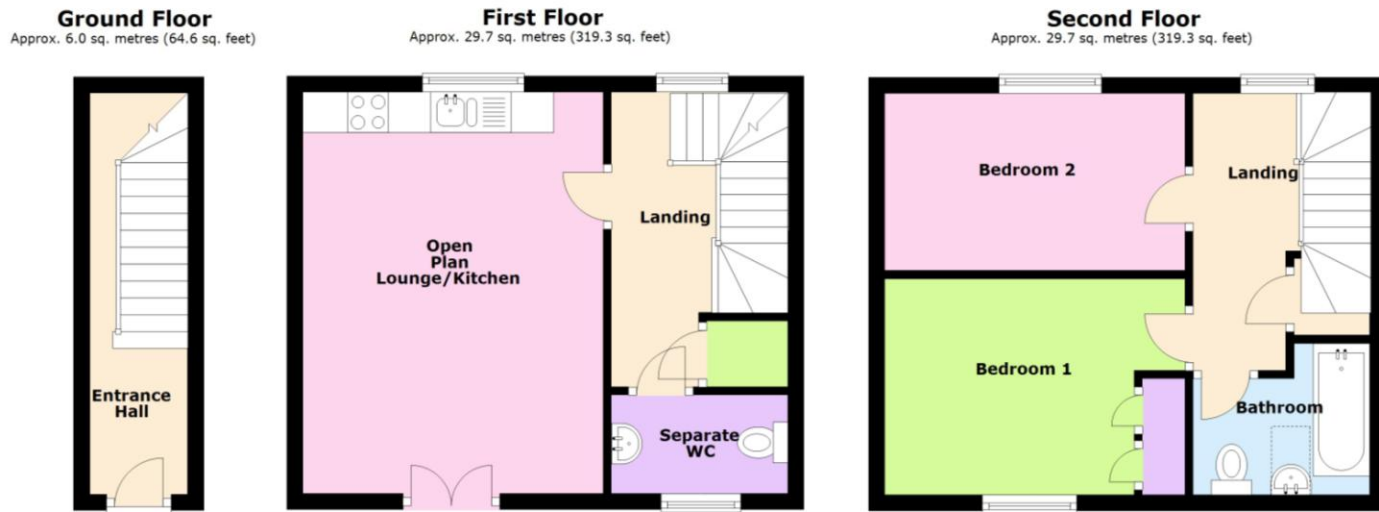 Ground Floor
Approx. 6.0 sq. metres (64.6 sq. feet)
Entrance
Hall
First Floor
Approx. 29.7 sq. metres (319.3 sq. feet)
Open
Plan
Lounge/Kitchen
Landing
Separate
WC
Second Floor
Approx. 29.7 sq. metres (319.3 sq. feet)
Bedroom 2
Landing
Bedroom 1
Bathroom